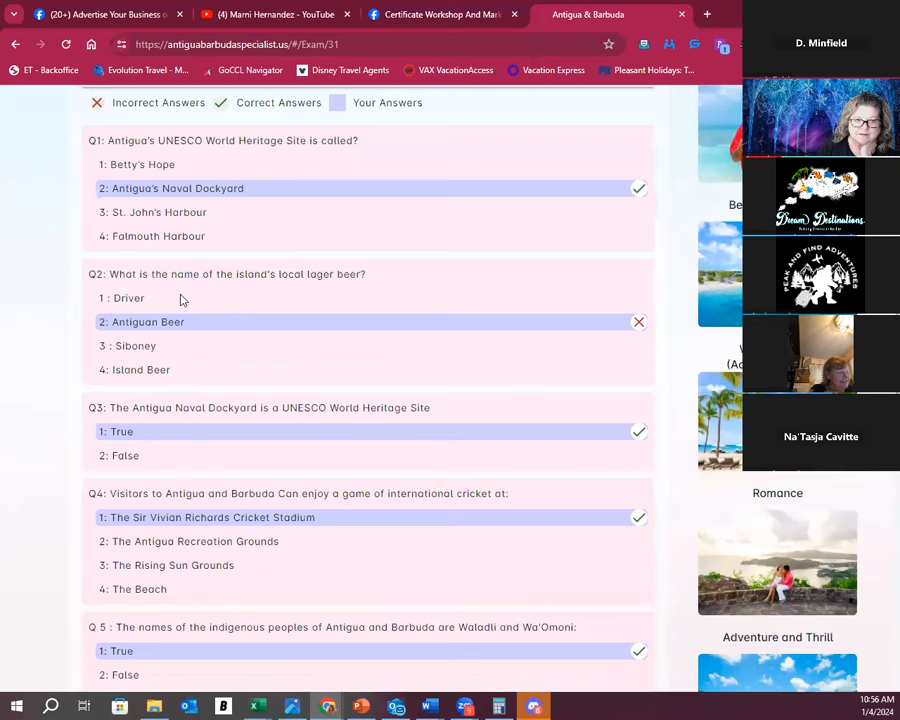 (20+) Advertise Your Business o
(4) Marni Hernandez - YouTube
Certificate Workshop And Mark
Antigua & Barbuda
https://antiguabarbudaspecialist.us/#/Exam/31
ET - Backoffice
Evolution Travel - M...
GoCCL Navigator
Disney Travel Agents
VAX VacationAccess
Vacation Express
Pleasant Holidays: T...
Incorrect Answers
Correct Answers
Your Answers
Q1: Antigua's UNESCO World Heritage Site is called?
1: Betty's Hope
2: Antigua's Naval Dockyard
3: St. John's Harbour
4: Falmouth Harbour
Q2: What is the name of the island's local lager beer?
1 : Driver
2: Antiguan Beer
3 : Siboney
4: Island Beer
Q3: The Antigua Naval Dockyard is a UNESCO World Heritage Site
1: True
2: False
Q4: Visitors to Antigua and Barbuda Can enjoy a game of international cricket at:
1: The Sir Vivian Richards Cricket Stadium
2: The Antigua Recreation Grounds
3: The Rising Sun Grounds
4: The Beach
Q 5 : The names of the indigenous peoples of Antigua and Barbuda are Waladli and Wa'Omoni:
1: True
2: False
Be
W
(Ac
Romance
Adventure and Thrill
D. Minfield
Dream Destinations
PEAK AND FIND ADVENTURES
Na'Tasja Cavitte
10:56 AM
1/4/2024